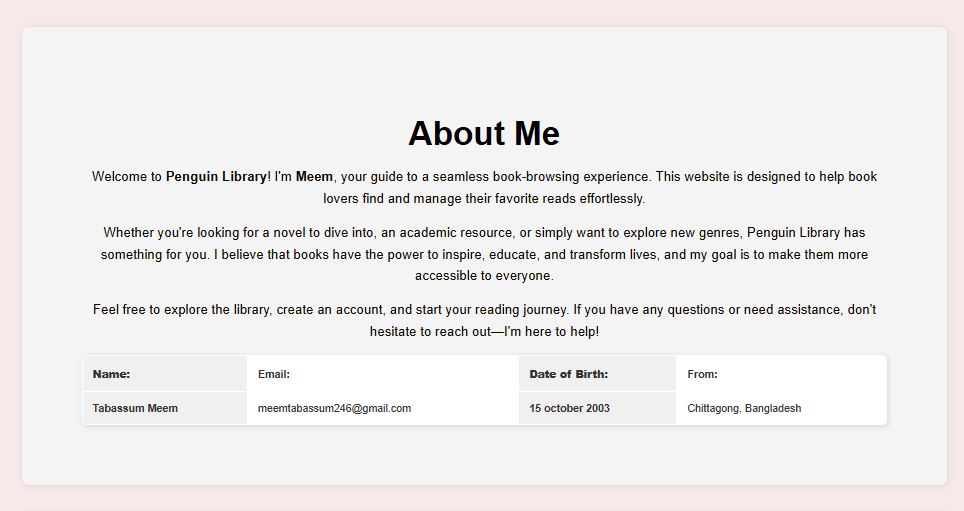 About Me
Welcome to Penguin Library! I'm Meem, your guide to a seamless book-browsing experience. This website is designed to help book
lovers find and manage their favorite reads effortlessly.
Whether you're looking for a novel to dive into, an academic resource, or simply want to explore new genres, Penguin Library has
something for you. I believe that books have the power to inspire, educate, and transform lives, and my goal is to make them more
accessible to everyone.
Feel free to explore the library, create an account, and start your reading journey. If you have any questions or need assistance, don't
hesitate to reach out—I'm here to help!
Name: Email: Date of Birth: From:
Tabassum Meem meemtabassum246@gmail.com 15 october 2003 Chittagong, Bangladesh